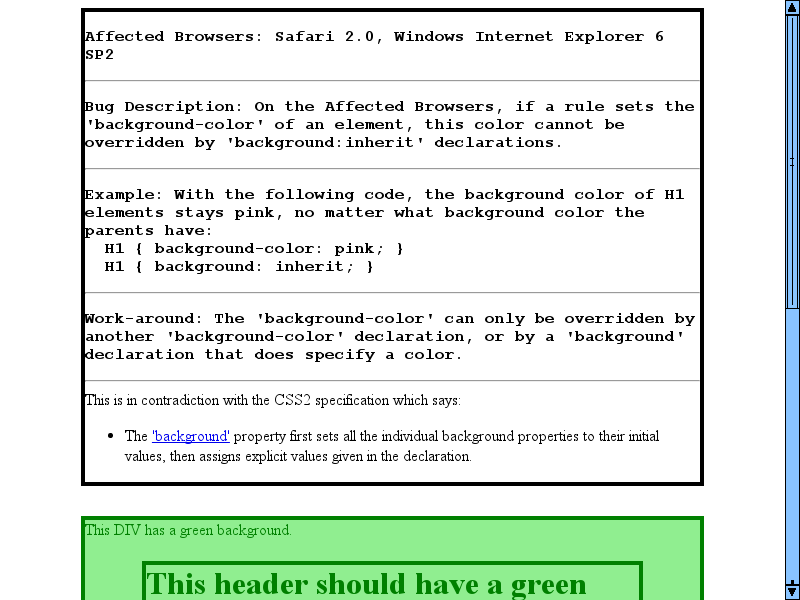 Affected Browsers: Safari 2.0, Windows Internet Explorer 6
SP2
Bug Description: On the Affected Browsers, if a rule sets the
'background-color' of an element, this color cannot be
overridden by 'background:inherit' declarations.
Example: With the following code, the background color of H1
elements stays pink, no matter what background color the
parents have:
H1 { background-color: pink; }
H1 { background: inherit; }
Work-around: The 'background-color' can only be overridden by
another 'background-color' declaration, or by a 'background'
declaration that does specify a color.
This is in contradiction with the CSS2 specification which says:
• The 'background' property first sets all the individual background properties to their initial
values, then assigns explicit values given in the declaration.
This DIV has a green background.
This header should have a green